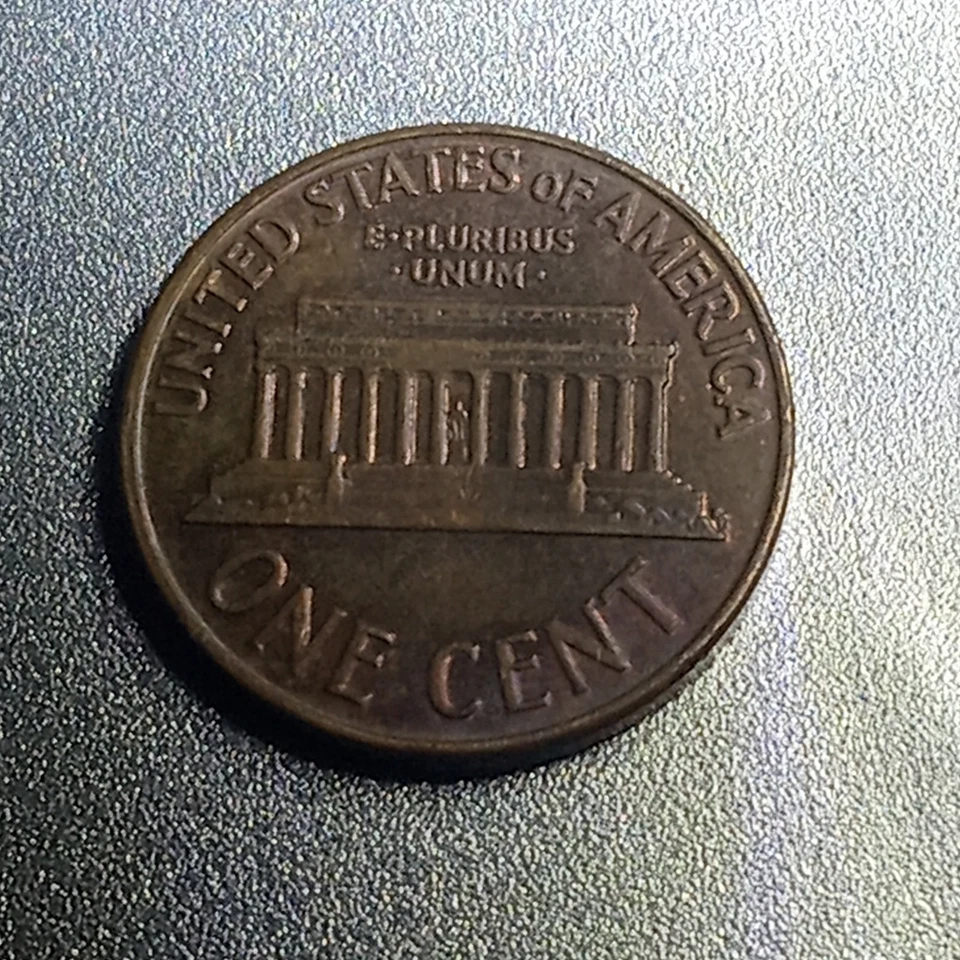 UNITED STATES OF AMERICA
E·PLURIBUS
·UNUM·
ONE CENT